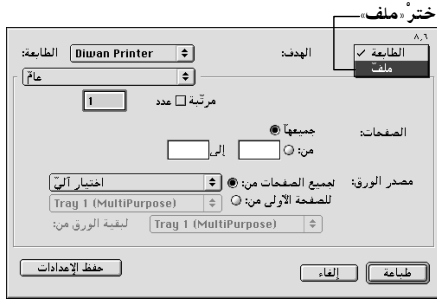 خترْ «ملف»
٨,٦
الطابعة: Diwan Printer الهدف: ✓ الطابعة
ملفّ
عامّ
مرتّبة عدد 1
الصفحات: جميعهاّ
من: إلى
مصدر الورق: لجميع الصفحات من: اختيار آليّ
للصفحة الأولى من: Tray 1 (MultiPurpose)
لبقية الورق من: Tray 1 (MultiPurpose)
حفظ الإعدادات إلغاء طباعة